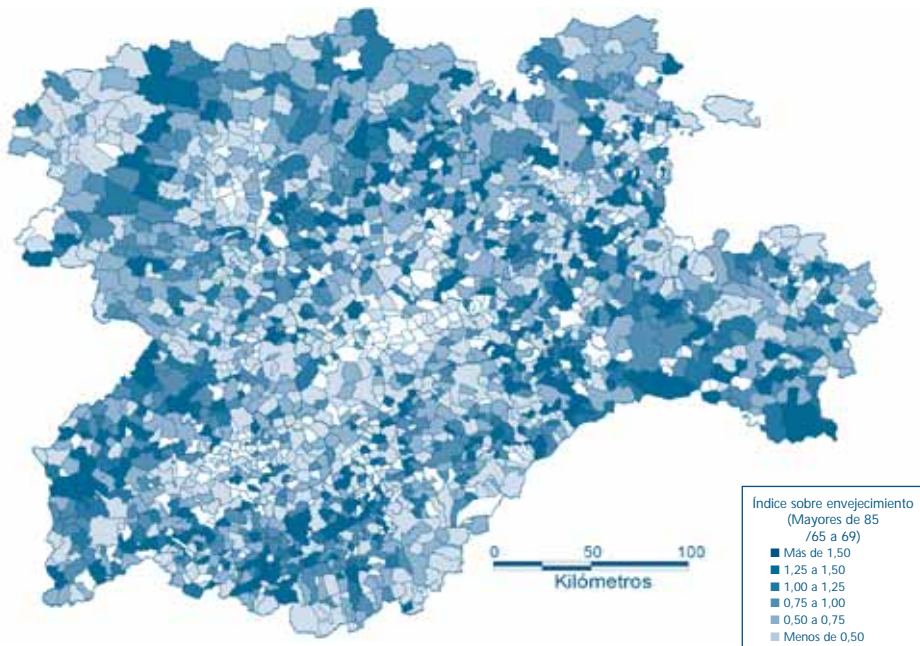 0 50 100
Kilómetros
Índice sobre envejecimiento
(Mayores de 85
/65 a 69)
Más de 1,50
1,25 a 1,50
1,00 a 1,25
0,75 a 1,00
0,50 a 0,75
Menos de 0,50